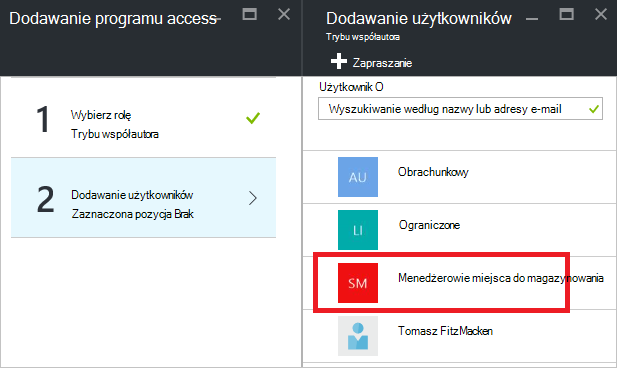 Dodawanie programu access
1
Wybierz rolę
Trybu współautora
2
Dodawanie użytkowników
Zaznaczona pozycja Brak
Dodawanie użytkowników
Trybu współautora
Zapraszanie
Użytkownik O
Wyszukiwanie według nazwy lub adresy e-mail
AU
Obrachunkowy
LI
Ograniczone
SM
Menedżerowie miejsca do magazynowania
Tomasz FitzMacken